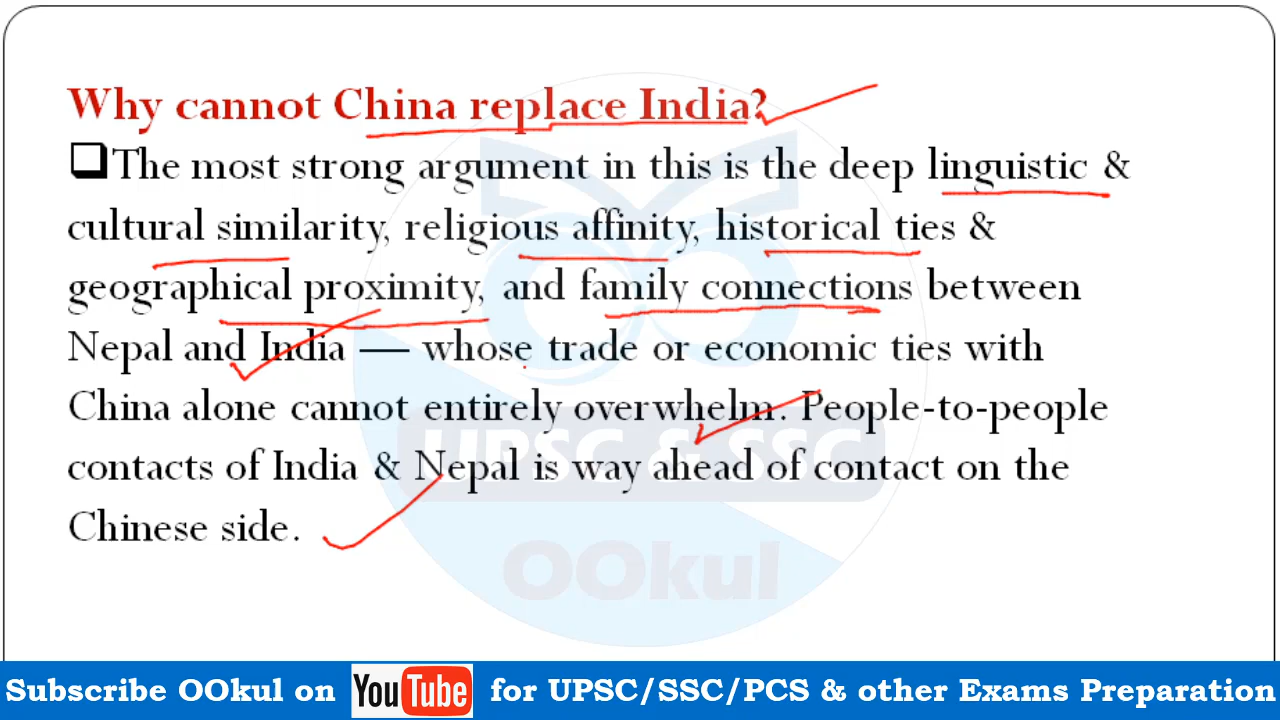 Why cannot China replace India?
❑The most strong argument in this is the deep linguistic &
cultural similarity, religious affinity, historical ties &
geographical proximity, and family connections between
Nepal and India — whose trade or economic ties with
China alone cannot entirely overwhelm. People-to-people
contacts of India & Nepal is way ahead of contact on the
Chinese side.
UPSC & SSC
OOkul
Subscribe OOkul on YouTube for UPSC/SSC/PCS & other Exams Preparation